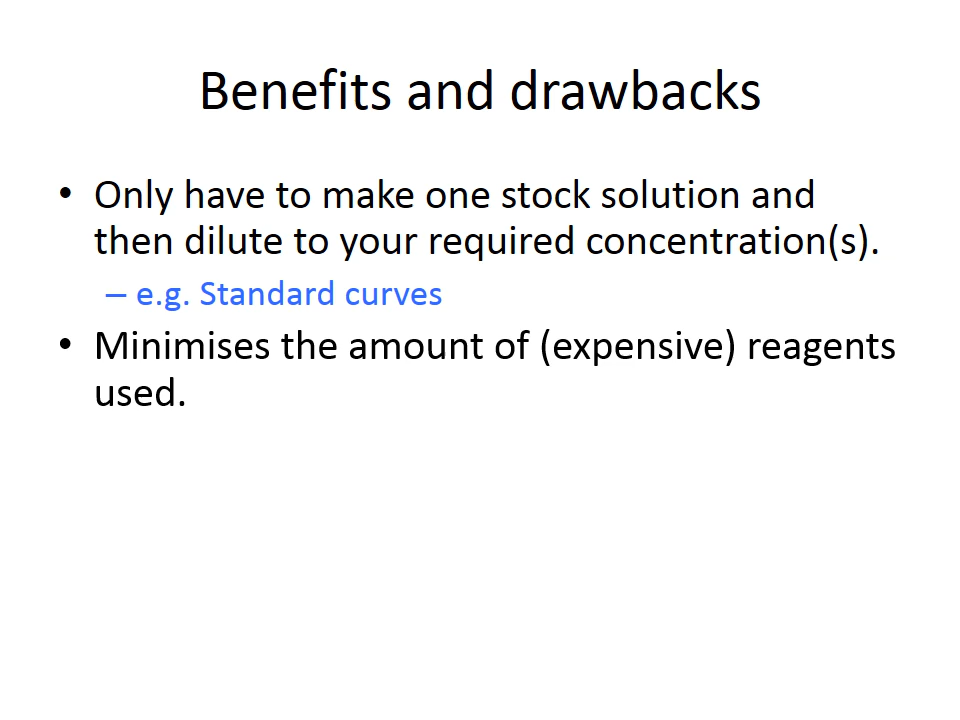 Benefits and drawbacks
• Only have to make one stock solution and
then dilute to your required concentration(s).
– e.g. Standard curves
• Minimises the amount of (expensive) reagents
used.